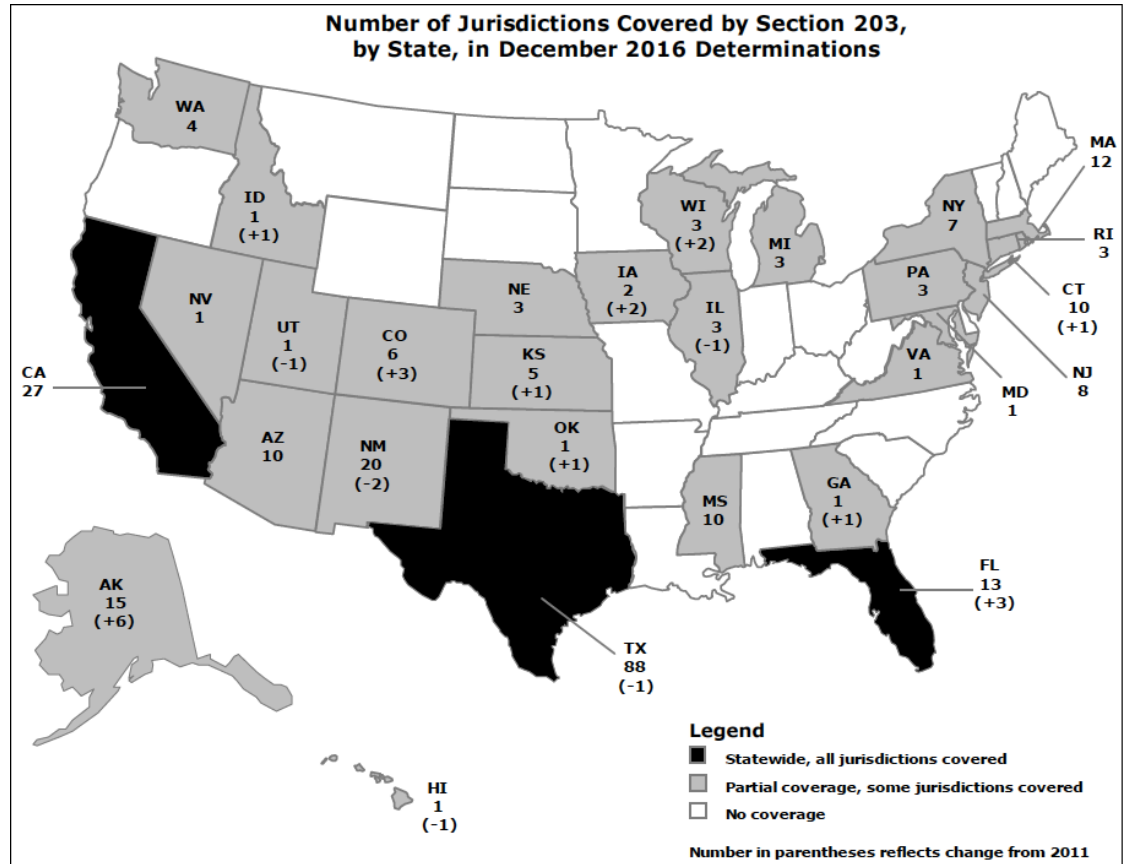 Number of Jurisdictions Covered by Section 203,
by State, in December 2016 Determinations
WA
4
ID
1
(+1)
NV
1
UT
1
(-1)
CO
6
(+3)
CA
27
AZ
10
NM
20
(-2)
NE
3
KS
5
(+1)
OK
1
(+1)
TX
88
(-1)
IA
2
(+2)
WI
3
(+2)
IL
3
(-1)
MI
3
MS
10
GA
1
(+1)
FL
13
(+3)
NY
7
PA
3
VA
1
MA
12
RI
3
CT
10
(+1)
NJ
8
MD
1
AK
15
(+6)
HI
1
(-1)
Legend
Statewide, all jurisdictions covered
Partial coverage, some jurisdictions covered
No coverage
Number in parentheses reflects change from 2011